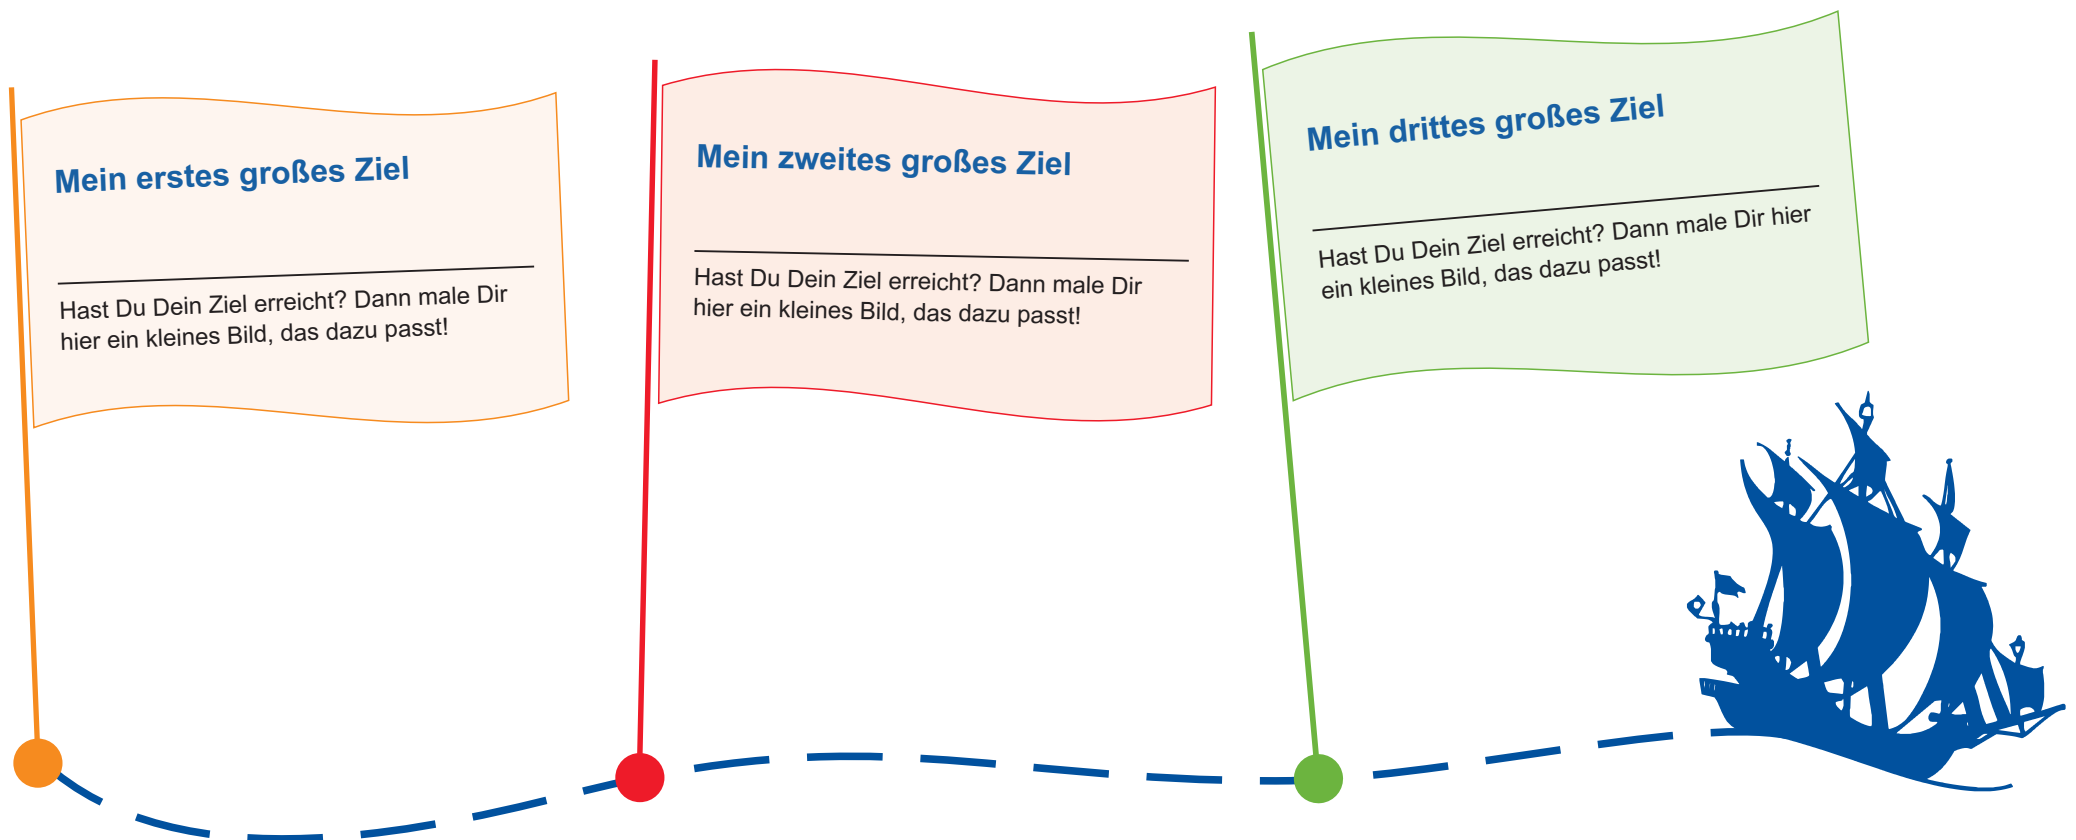 Mein erstes großes Ziel
Hast Du Dein Ziel erreicht? Dann male Dir
hier ein kleines Bild, das dazu passt!
Mein zweites großes Ziel
Hast Du Dein Ziel erreicht? Dann male Dir
hier ein kleines Bild, das dazu passt!
Mein drittes großes Ziel
Hast Du Dein Ziel erreicht? Dann male Dir hier
ein kleines Bild, das dazu passt!